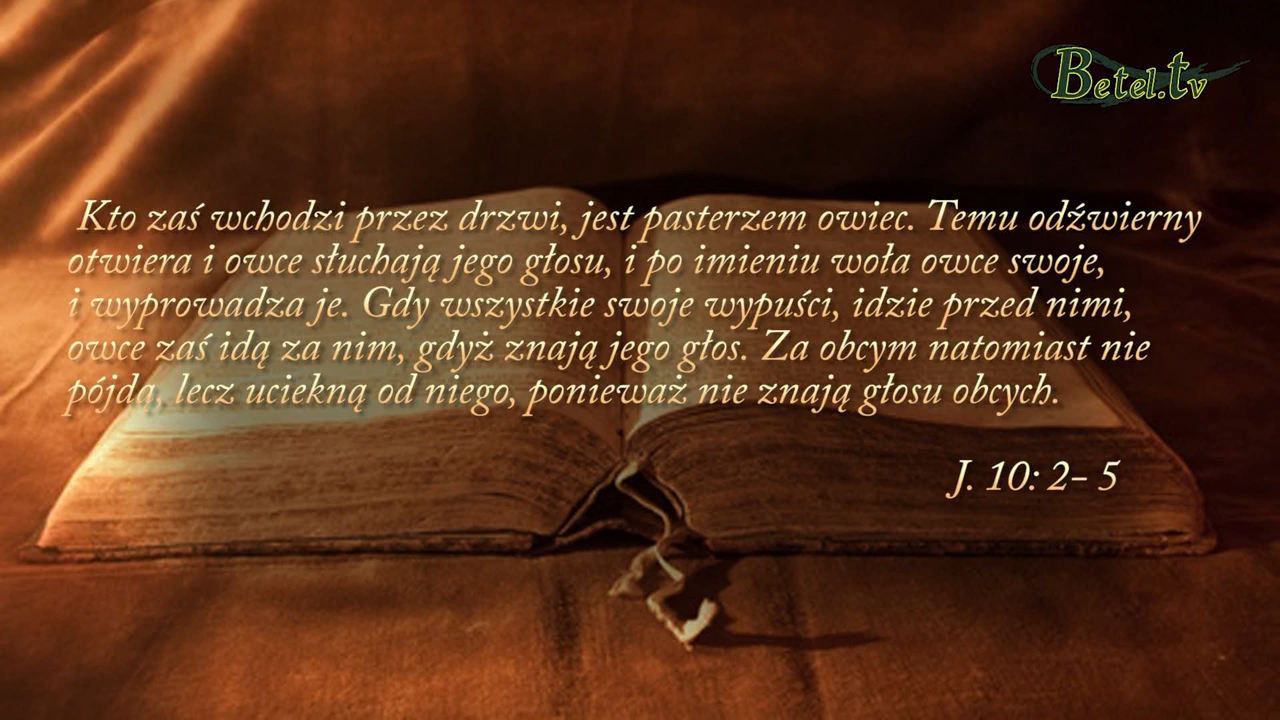 Betel.tv
Kto zaś wchodzi przez drzwi, jest pasterzem owiec. Temu odźwierny
otwiera i owce słuchają jego głosu, i po imieniu woła owce swoje,
i wyprowadza je. Gdy wszystkie swoje wypuści, idzie przed nimi,
owce zaś idą za nim, gdyż znają jego głos. Za obcym natomiast nie
pójdą, lecz uciekną od niego, ponieważ nie znają głosu obcych.
J. 10: 2– 5